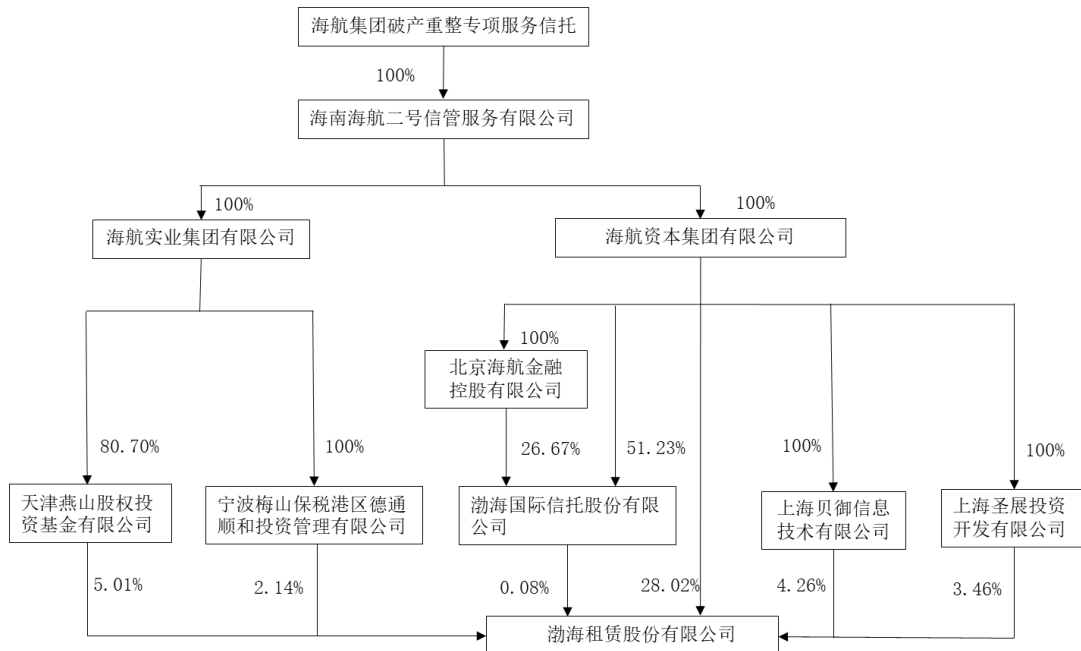 海航集团破产重整专项服务信托
100%
海南海航二号信管服务有限公司
100%
100%
海航实业集团有限公司
海航资本集团有限公司
100%
北京海航金融
控股有限公司
80.70%
100%
26.67%
51.23%
100%
100%
天津燕山股权投
资基金有限公司
宁波梅山保税港区德通
顺和投资管理有限公司
渤海国际信托股份有限
公司
上海贝御信息
技术有限公司
上海圣展投资
开发有限公司
5.01%
2.14%
0.08%
28.02%
4.26%
3.46%
渤海租赁股份有限公司